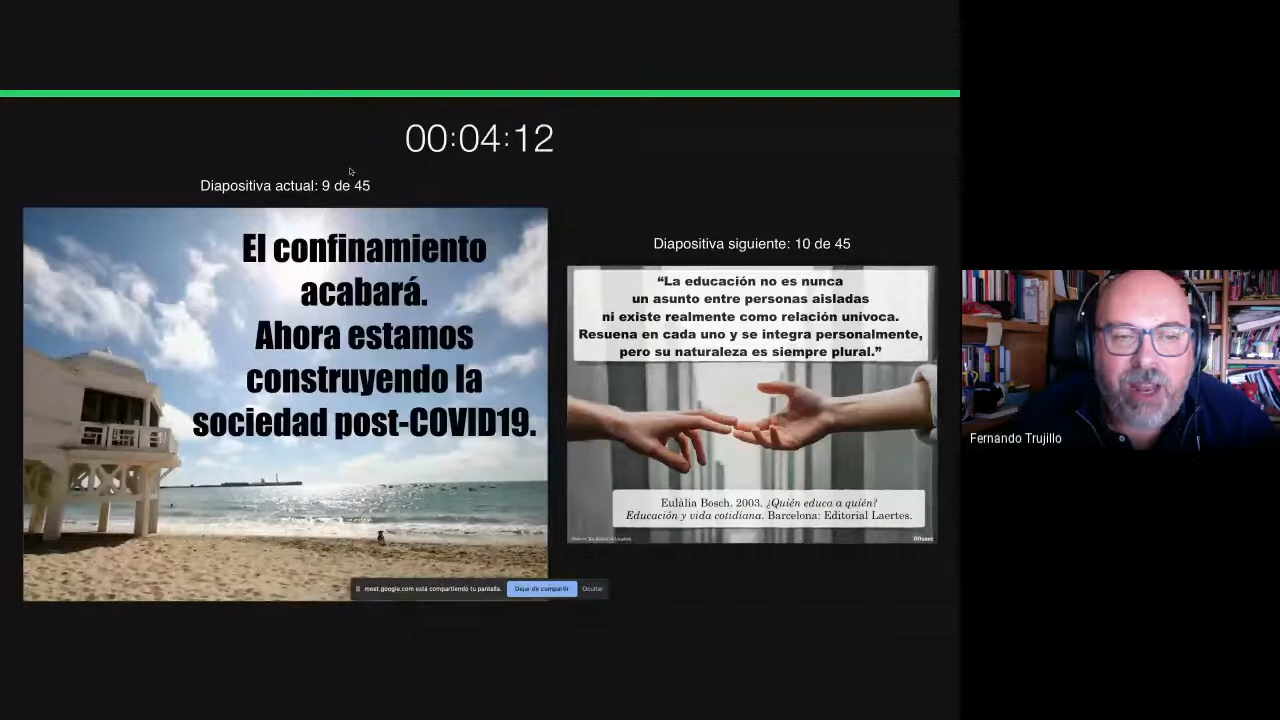 00:04:12
Diapositiva actual: 9 de 45
El confinamiento
acabará.
Ahora estamos
construyendo la
sociedad post-COVID19.
Diapositiva siguiente: 10 de 45
“La educación no es nunca
un asunto entre personas aisladas
ni existe realmente como relación unívoca.
Resuena en cada uno y se integra personalmente,
pero su naturaleza es siempre plural.”
Eulàlia Bosch. 2003. ¿Quién educa a quién?
Educación y vida cotidiana. Barcelona: Editorial Laertes.
@ftsaez
meet.google.com está compartiendo tu pantalla.
Dejar de compartir
Ocultar
Fernando Trujillo